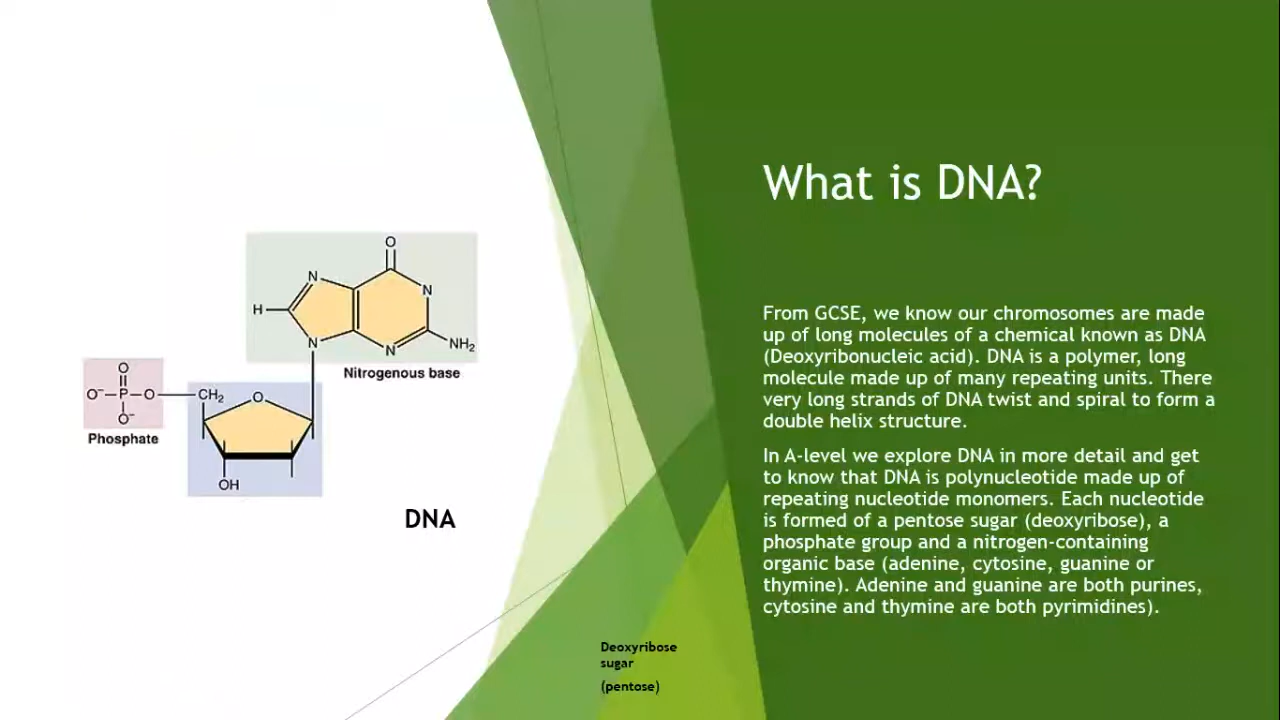 What is DNA?
From GCSE, we know our chromosomes are made
up of long molecules of a chemical known as DNA
(Deoxyribonucleic acid). DNA is a polymer, long
molecule made up of many repeating units. There
very long strands of DNA twist and spiral to form a
double helix structure.
In A-level we explore DNA in more detail and get
to know that DNA is polynucleotide made up of
repeating nucleotide monomers. Each nucleotide
is formed of a pentose sugar (deoxyribose), a
phosphate group and a nitrogen-containing
organic base (adenine, cytosine, guanine or
thymine). Adenine and guanine are both purines,
cytosine and thymine are both pyrimidines).
O
N
N
H
N
N
NH₂
Nitrogenous base
O
O⁻
P
O
CH₂
O
O⁻
Phosphate
OH
DNA
Deoxyribose
sugar
(pentose)